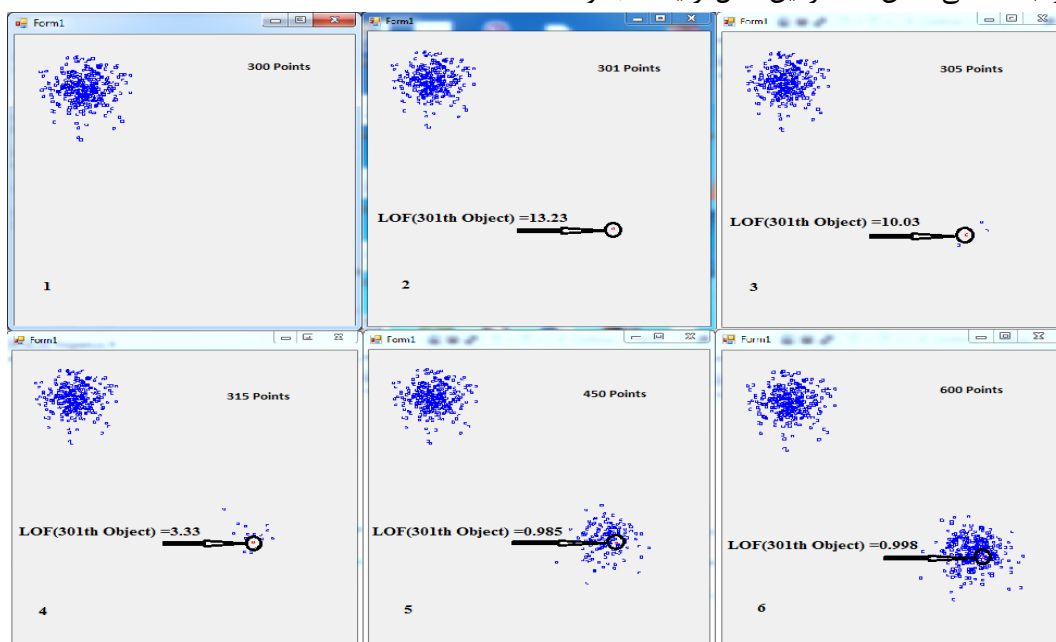 Form1
300 Points
1
Form1
301 Points
LOF(301th Object) =13.23
2
Form1
305 Points
LOF(301th Object) =10.03
3
Form1
315 Points
LOF(301th Object) =3.33
4
Form1
450 Points
LOF(301th Object) =0.985
5
Form1
600 Points
LOF(301th Object) =0.998
6